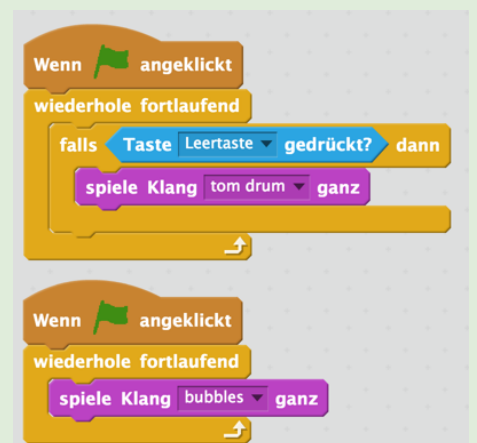 Wenn angeklickt
wiederhole fortlaufend
falls Taste Leertaste gedrückt? dann
spiele Klang tom drum ganz
Wenn angeklickt
wiederhole fortlaufend
spiele Klang bubbles ganz